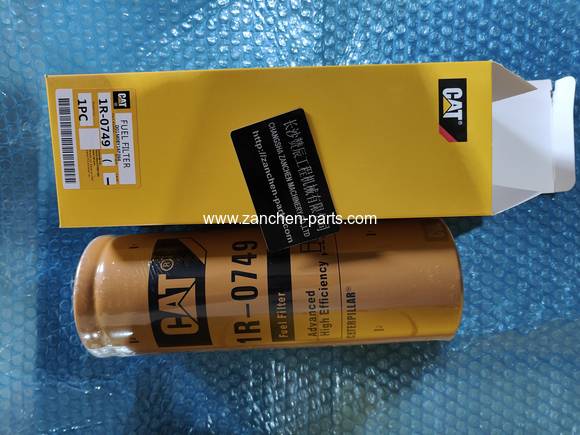 CAT
FUEL FILTER
1R-0749 (
1PC
CAT
长沙赞辰工程机械有限公司
CHANGSHA ZANCHEN MACHINERY CO.,LTD
http://zanchen-parts.com/
www.zanchen-parts.com
CAT
®
1R-0749
Fuel Filter
Advanced
High Efficiency
CATERPILLAR®